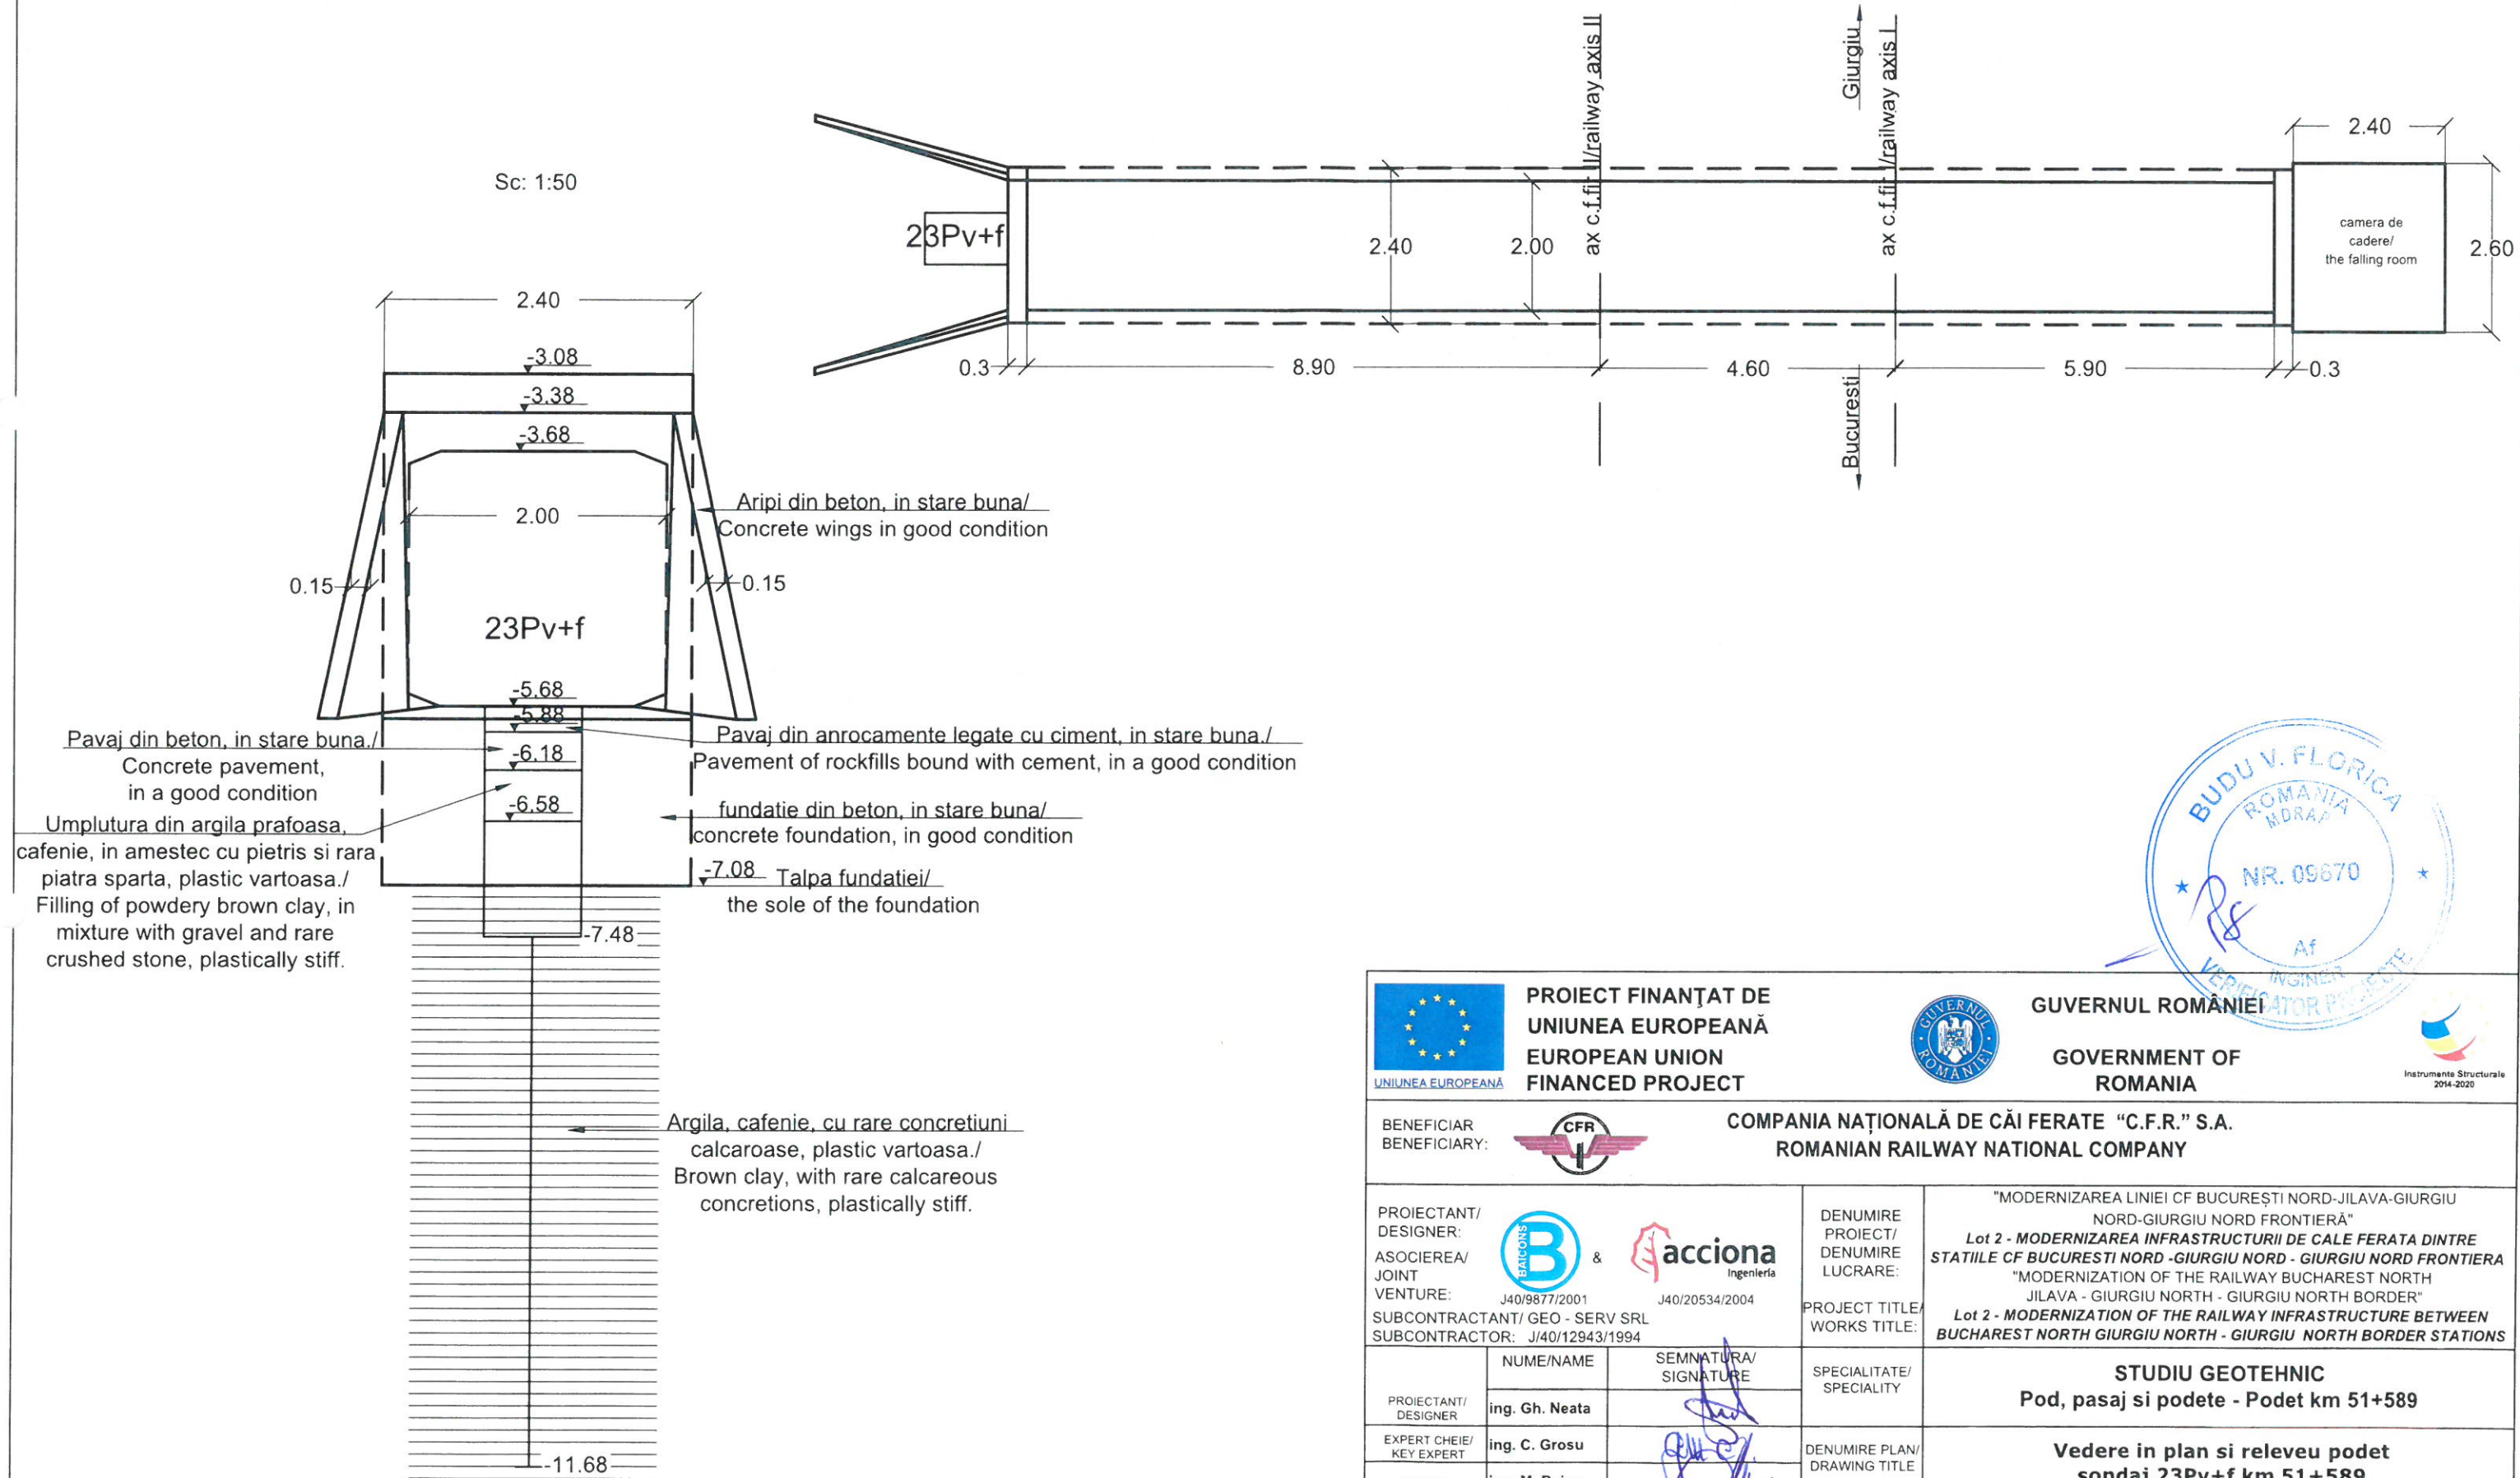 Sc: 1:50
ax c.f.fir II/railway axis II
Giurgiu
ax c.f.fir I/railway axis I
Bucuresti
23Pv+f
2.40
2.00
2.40
2.60
camera de
cadere/
the falling room
0.3
8.90
4.60
5.90
0.3
2.40
-3.08
-3.38
-3.68
2.00
0.15
0.15
23Pv+f
-5.68
-5.88
-6.18
-6.58
-7.08
-7.48
-11.68
Aripi din beton, in stare buna/
Concrete wings in good condition
Pavaj din beton, in stare buna./
Concrete pavement,
in a good condition
Pavaj din anrocamente legate cu ciment, in stare buna./
Pavement of rockfills bound with cement, in a good condition
Umplutura din argila prafoasa,
cafenie, in amestec cu pietris si rara
piatra sparta, plastic vartoasa./
Filling of powdery brown clay, in
mixture with gravel and rare
crushed stone, plastically stiff.
fundatie din beton, in stare buna/
concrete foundation, in good condition
Talpa fundatiei/
the sole of the foundation
Argila, cafenie, cu rare concretiuni
calcaroase, plastic vartoasa./
Brown clay, with rare calcareous
concretions, plastically stiff.
BUDU V. FLORICA
ROMANIA
MDRAP
NR. 09670
Af
INGINER
VERIFICATOR
PROIECT FINANŢAT DE
UNIUNEA EUROPEANĂ
EUROPEAN UNION
FINANCED PROJECT
UNIUNEA EUROPEANĂ
GUVERNUL ROMÂNIEI
GUVERNUL ROMÂNIEI
GOVERNMENT OF
ROMANIA
Instrumente Structurale
2014-2020
BENEFICIAR
BENEFICIARY:
CFR
COMPANIA NAȚIONALĂ DE CĂI FERATE “C.F.R.” S.A.
ROMANIAN RAILWAY NATIONAL COMPANY
PROIECTANT/
DESIGNER:
ASOCIEREA/
JOINT
VENTURE:
BAICONS
B
&
acciona
Ingeniería
J40/9877/2001
J40/20534/2004
SUBCONTRACTANT/ GEO - SERV SRL
SUBCONTRACTOR: J/40/12943/1994
DENUMIRE
PROIECT/
DENUMIRE
LUCRARE:
PROJECT TITLE/
WORKS TITLE:
"MODERNIZAREA LINIEI CF BUCUREȘTI NORD-JILAVA-GIURGIU
NORD-GIURGIU NORD FRONTIERĂ"
Lot 2 - MODERNIZAREA INFRASTRUCTURII DE CALE FERATA DINTRE
STATIILE CF BUCURESTI NORD -GIURGIU NORD - GIURGIU NORD FRONTIERA
"MODERNIZATION OF THE RAILWAY BUCHAREST NORTH
JILAVA - GIURGIU NORTH - GIURGIU NORTH BORDER"
Lot 2 - MODERNIZATION OF THE RAILWAY INFRASTRUCTURE BETWEEN
BUCHAREST NORTH GIURGIU NORTH - GIURGIU NORTH BORDER STATIONS
NUME/NAME
SEMNATURA/
SIGNATURE
SPECIALITATE/
SPECIALITY
STUDIU GEOTEHNIC
Pod, pasaj si podete - Podet km 51+589
PROIECTANT/
DESIGNER
ing. Gh. Neata
EXPERT CHEIE/
KEY EXPERT
ing. C. Grosu
DENUMIRE PLAN/
DRAWING TITLE
Vedere in plan si releveu podet
sondaj 23Pv+f km 51+589